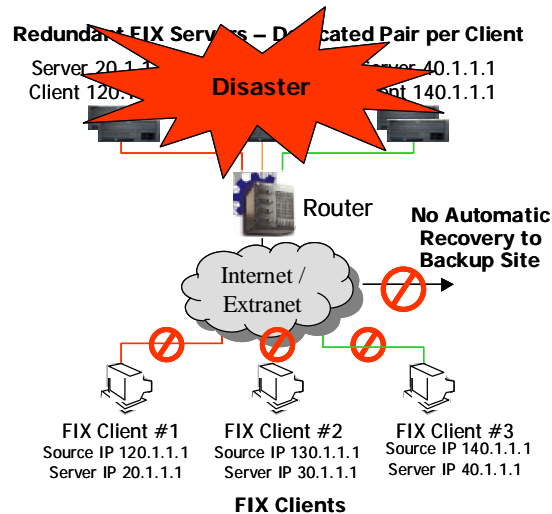 Redundant FIX Servers – Dedicated Pair per Client
Server 20.1.1.1
Client 120.1
Disaster
Server 40.1.1.1
Client 140.1.1.1
Router
No Automatic
Recovery to
Backup Site
Internet /
Extranet
FIX Client #1
Source IP 120.1.1.1
Server IP 20.1.1.1
FIX Client #2
Source IP 130.1.1.1
Server IP 30.1.1.1
FIX Client #3
Source IP 140.1.1.1
Server IP 40.1.1.1
FIX Clients